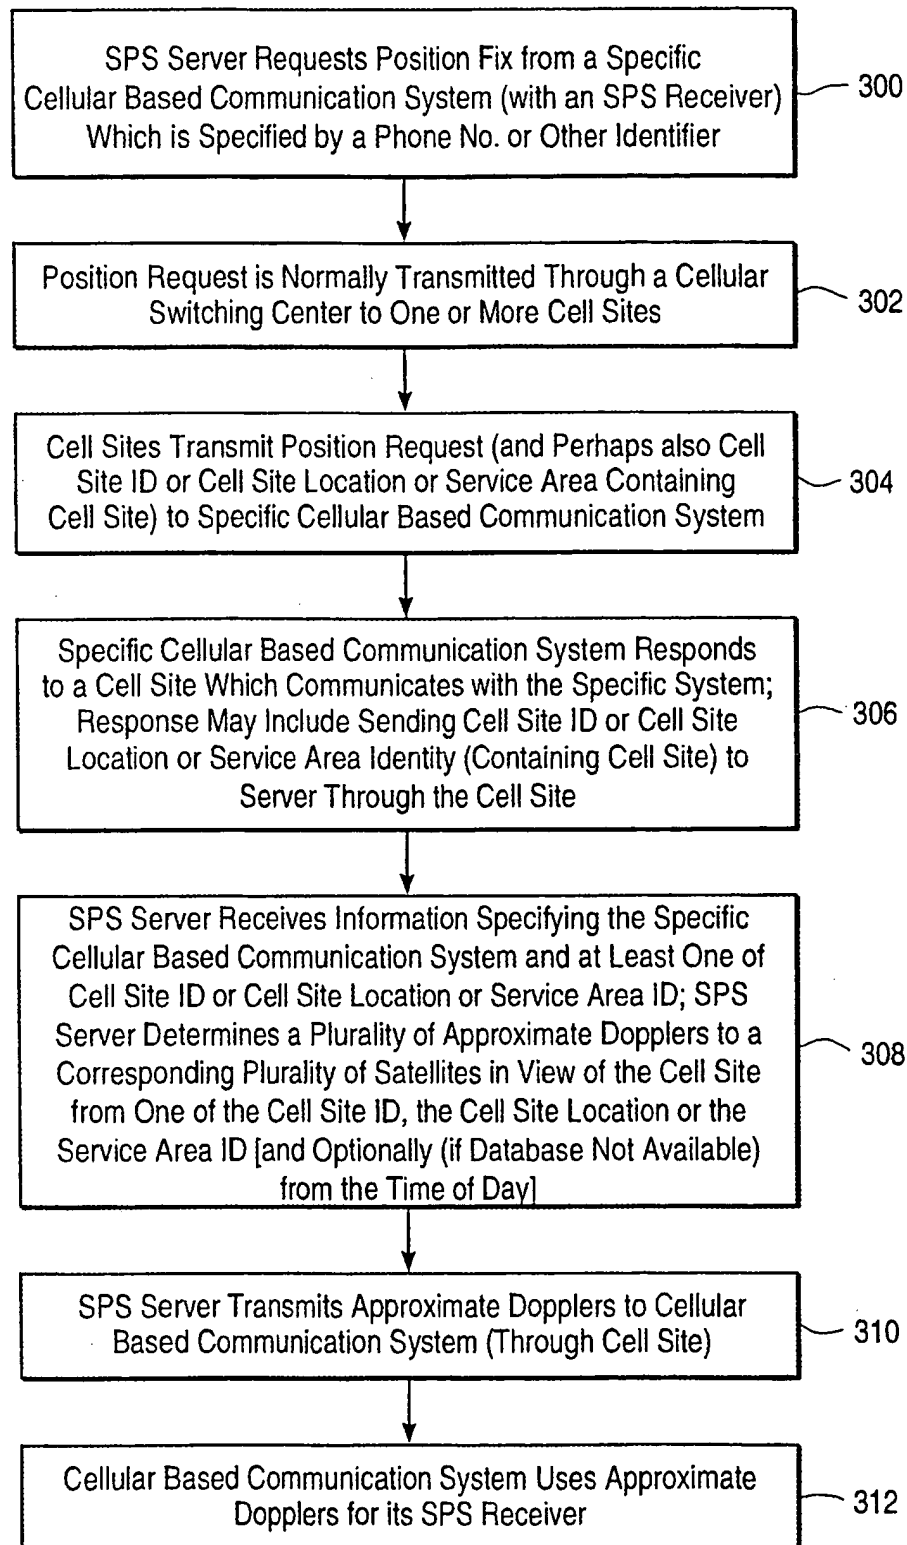 SPS Server Requests Position Fix from a Specific
Cellular Based Communication System (with an SPS Receiver)
Which is Specified by a Phone No. or Other Identifier
300
Position Request is Normally Transmitted Through a Cellular
Switching Center to One or More Cell Sites
302
Cell Sites Transmit Position Request (and Perhaps also Cell
Site ID or Cell Site Location or Service Area Containing
Cell Site) to Specific Cellular Based Communication System
304
Specific Cellular Based Communication System Responds
to a Cell Site Which Communicates with the Specific System;
Response May Include Sending Cell Site ID or Cell Site
Location or Service Area Identity (Containing Cell Site) to
Server Through the Cell Site
306
SPS Server Receives Information Specifying the Specific
Cellular Based Communication System and at Least One of
Cell Site ID or Cell Site Location or Service Area ID; SPS
Server Determines a Plurality of Approximate Dopplers to a
Corresponding Plurality of Satellites in View of the Cell Site
from One of the Cell Site ID, the Cell Site Location or the
Service Area ID [and Optionally (if Database Not Available)
from the Time of Day]
308
SPS Server Transmits Approximate Dopplers to Cellular
Based Communication System (Through Cell Site)
310
Cellular Based Communication System Uses Approximate
Dopplers for its SPS Receiver
312